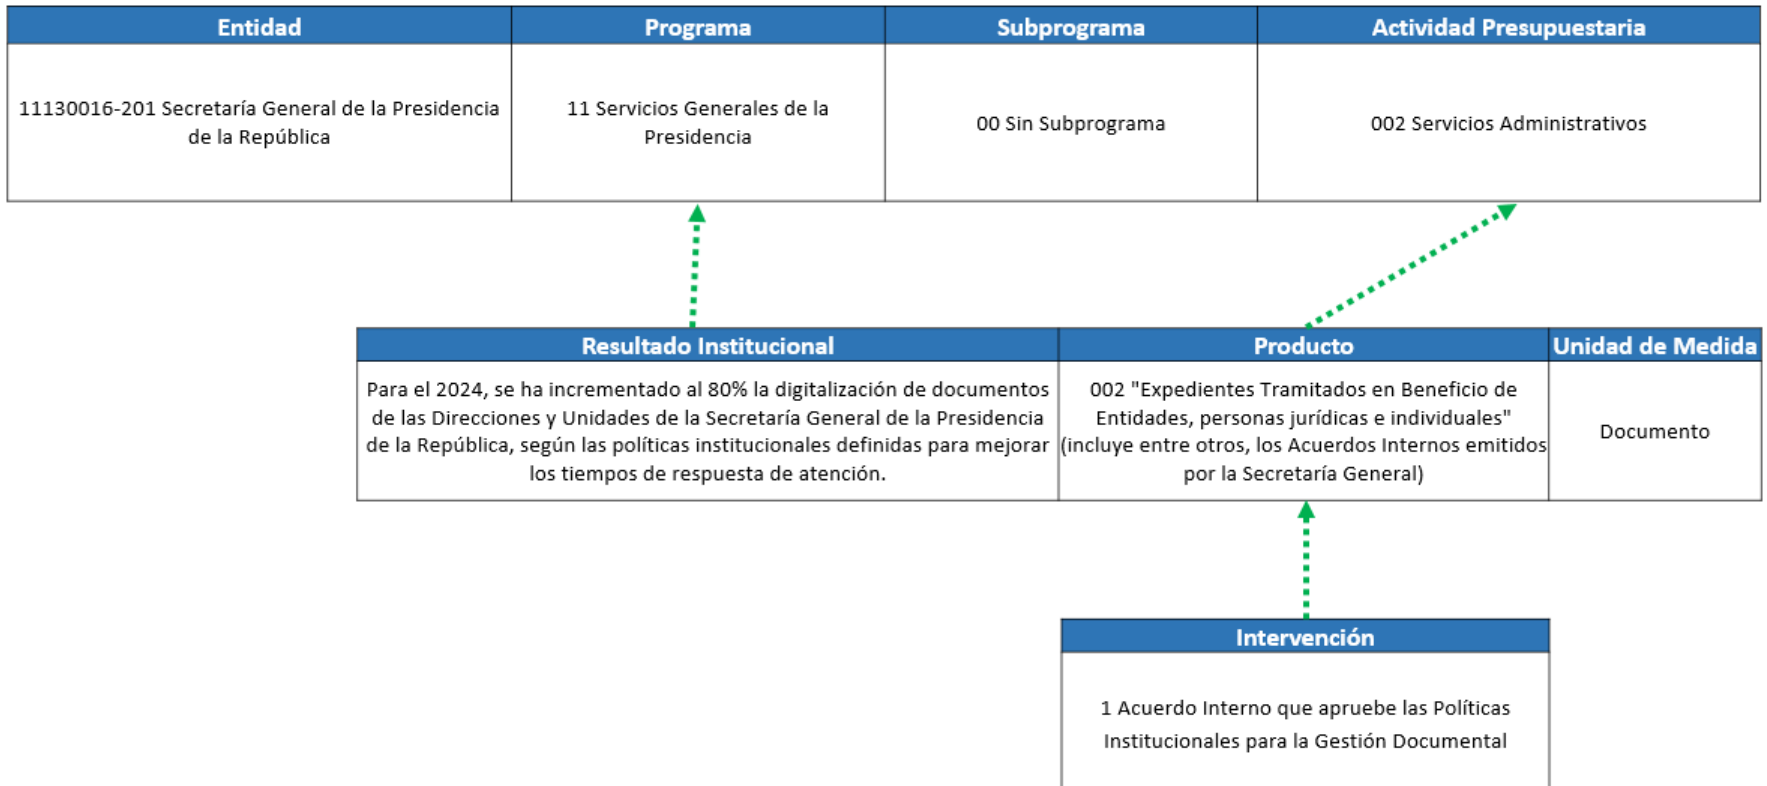 Entidad
Programa
Subprograma
Actividad Presupuestaria
11130016-201 Secretaría General de la Presidencia
de la República
11 Servicios Generales de la
Presidencia
00 Sin Subprograma
002 Servicios Administrativos
Resultado Institucional
Producto
Unidad de Medida
Para el 2024, se ha incrementado al 80% la digitalización de documentos
de las Direcciones y Unidades de la Secretaría General de la Presidencia
de la República, según las políticas institucionales definidas para mejorar
los tiempos de respuesta de atención.
002 "Expedientes Tramitados en Beneficio de
Entidades, personas jurídicas e individuales"
(incluye entre otros, los Acuerdos Internos emitidos
por la Secretaría General)
Documento
Intervención
1 Acuerdo Interno que apruebe las Políticas
Institucionales para la Gestión Documental